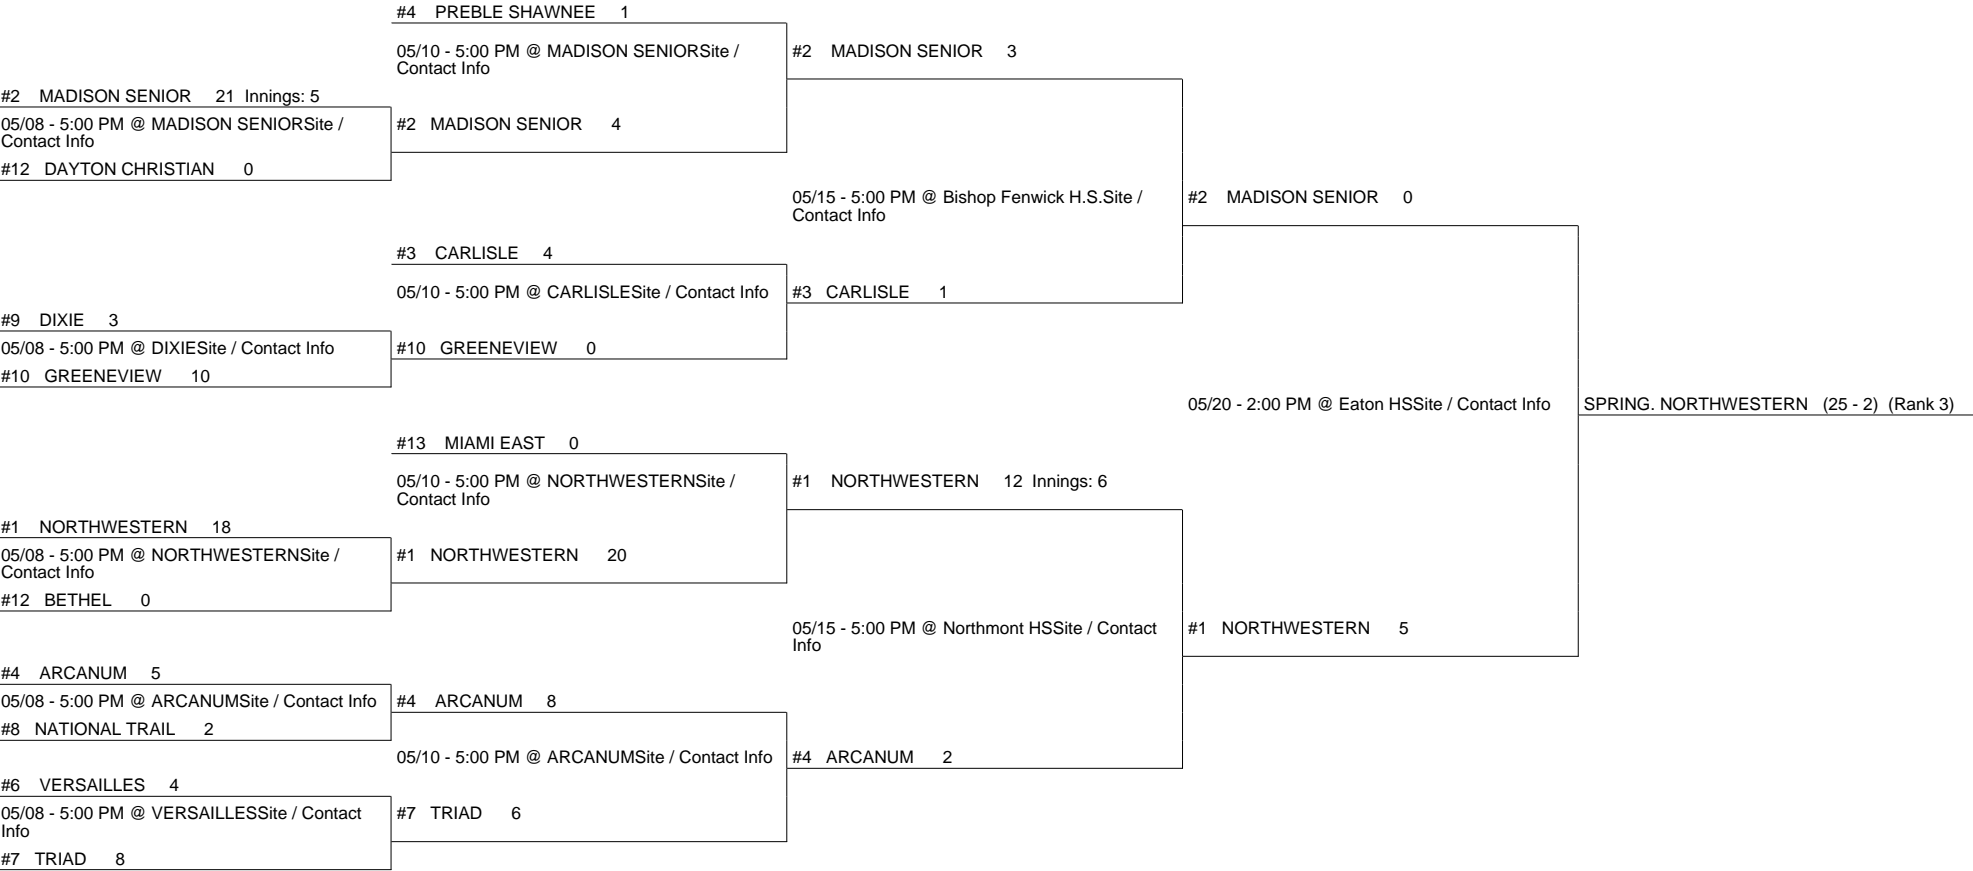 #4 PREBLE SHAWNEE 1
05/10 - 5:00 PM @ MADISON SENIORSite /
Contact Info
#2 MADISON SENIOR 3
#2 MADISON SENIOR 21 Innings: 5
05/08 - 5:00 PM @ MADISON SENIORSite /
Contact Info
#2 MADISON SENIOR 4
#12 DAYTON CHRISTIAN 0
05/15 - 5:00 PM @ Bishop Fenwick H.S.Site /
Contact Info
#2 MADISON SENIOR 0
#3 CARLISLE 4
05/10 - 5:00 PM @ CARLISLESite / Contact Info
#3 CARLISLE 1
#9 DIXIE 3
05/08 - 5:00 PM @ DIXIESite / Contact Info
#10 GREENEVIEW 0
#10 GREENEVIEW 10
05/20 - 2:00 PM @ Eaton HSSite / Contact Info
SPRING. NORTHWESTERN (25 - 2) (Rank 3)
#13 MIAMI EAST 0
05/10 - 5:00 PM @ NORTHWESTERNSite /
Contact Info
#1 NORTHWESTERN 12 Innings: 6
#1 NORTHWESTERN 18
05/08 - 5:00 PM @ NORTHWESTERNSite /
Contact Info
#1 NORTHWESTERN 20
#12 BETHEL 0
05/15 - 5:00 PM @ Northmont HSSite / Contact
Info
#1 NORTHWESTERN 5
#4 ARCANUM 5
05/08 - 5:00 PM @ ARCANUMSite / Contact Info
#4 ARCANUM 8
#8 NATIONAL TRAIL 2
05/10 - 5:00 PM @ ARCANUMSite / Contact Info
#4 ARCANUM 2
#6 VERSAILLES 4
05/08 - 5:00 PM @ VERSAILLESSite / Contact
Info
#7 TRIAD 6
#7 TRIAD 8